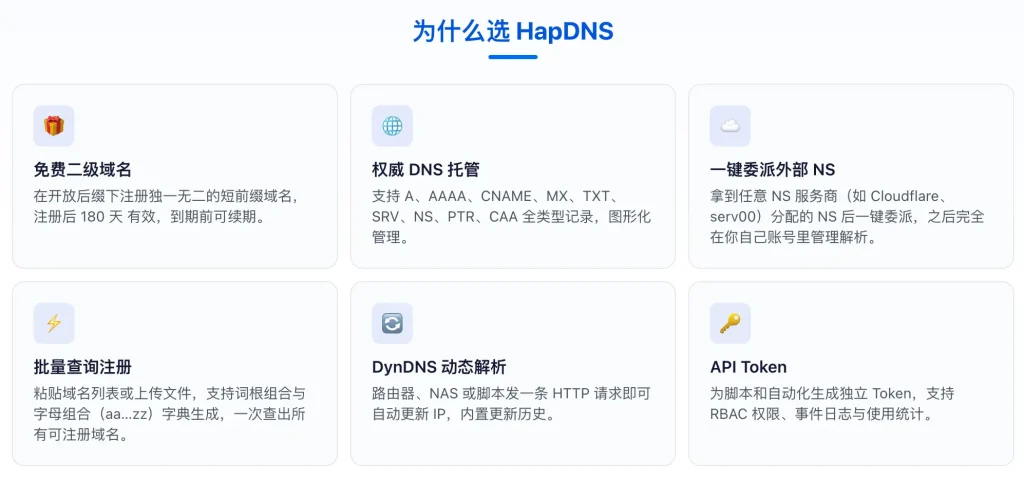 为什么选 HapDNS
免费二级域名
在开放后缀下注册独一无二的短前缀域名，
注册后 180 天 有效，到期前可续期。
权威 DNS 托管
支持 A、AAAA、CNAME、MX、TXT、
SRV、NS、PTR、CAA 全类型记录，图形化
管理。
一键委派外部 NS
拿到任意 NS 服务商（如 Cloudflare、
serv00）分配的 NS 后一键委派，之后完全
在你自己账号里管理解析。
批量查询注册
粘贴域名列表或上传文件，支持词根组合与
字母组合（aa...zz）字典生成，一次查出所
有可注册域名。
DynDNS 动态解析
路由器、NAS 或脚本发一条 HTTP 请求即可
自动更新 IP，内置更新历史。
API Token
为脚本和自动化生成独立 Token，支持
RBAC 权限、事件日志与使用统计。